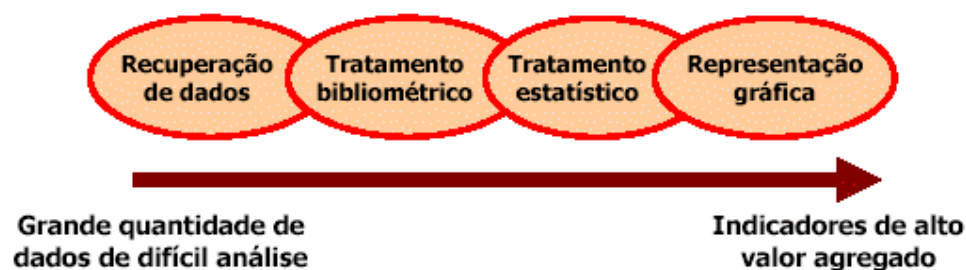 Recuperação
de dados
Tratamento
bibliométrico
Tratamento
estatístico
Representação
gráfica
Grande quantidade de
dados de difícil análise
Indicadores de alto
valor agregado